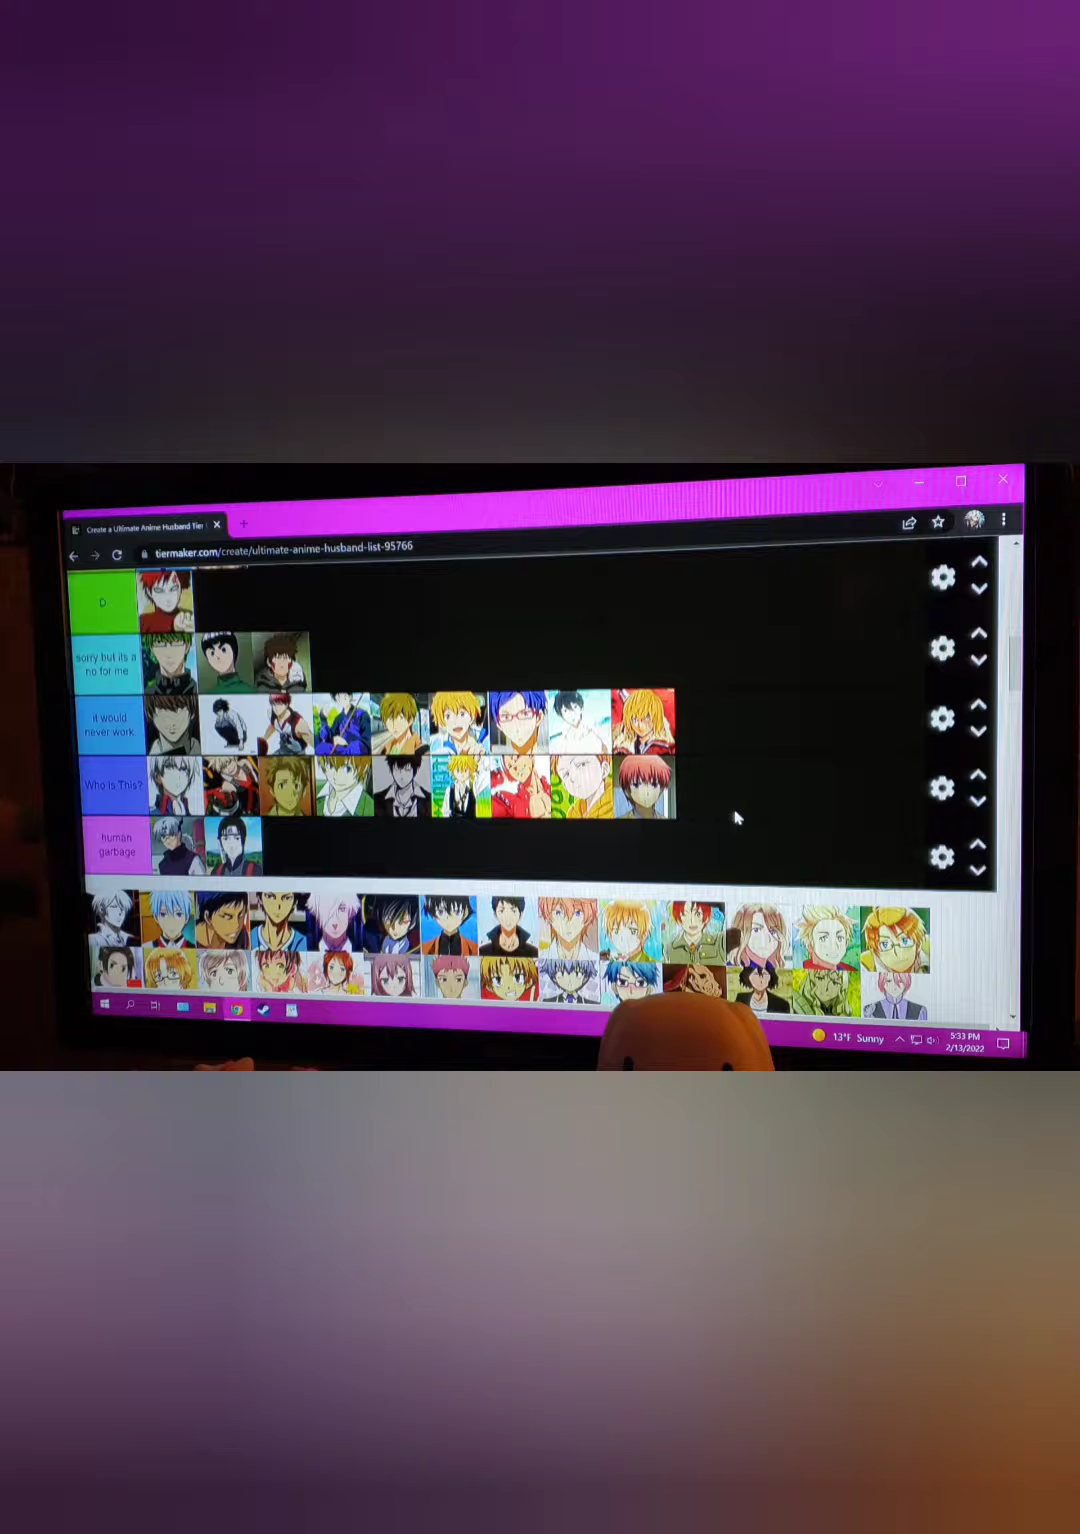 Create a Ultimate Anime Husband Tier
tiermaker.com/create/ultimate-anime-husband-list-95766
D
sorry but its a
no for me
it would
never work.
Who Is This?
human
garbage
13°F Sunny
5:33 PM
2/13/2022